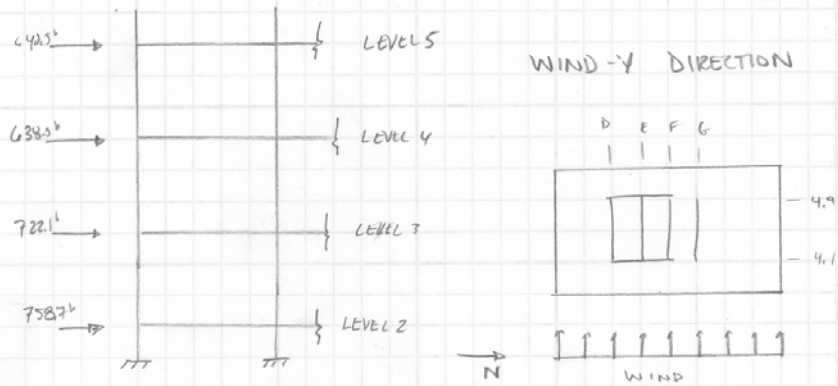 LEVEL 5
WIND-Y DIRECTION
638.5ᵏ
LEVEL 4
D E F G
722.1ᵏ
LEVEL 3
4.9
4.1
758.7ᵏ
LEVEL 2
N
WIND